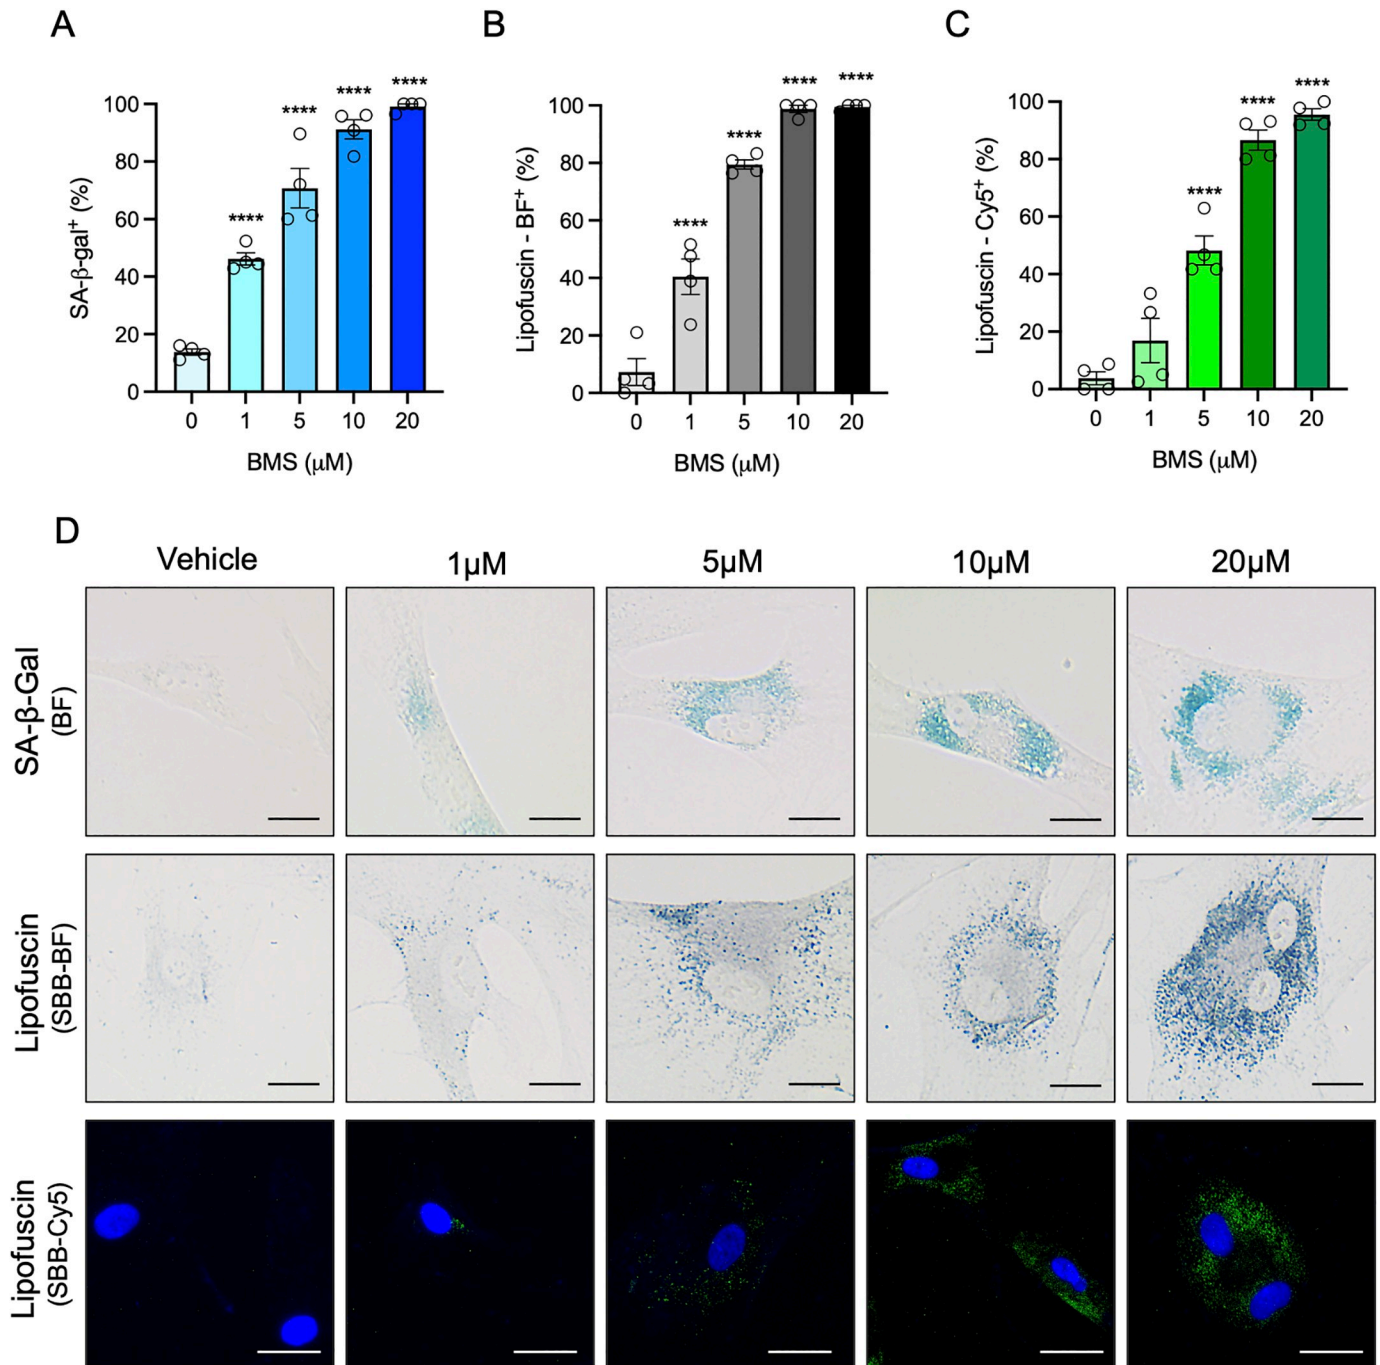 A
SA-β-gal⁺ (%)
100
80
60
40
20
0
****
****
****
****
0 1 5 10 20
BMS (μM)
B
Lipofuscin - BF⁺ (%)
100
80
60
40
20
0
****
****
****
****
0 1 5 10 20
BMS (μM)
C
Lipofuscin - Cy5⁺ (%)
100
80
60
40
20
0
****
****
****
0 1 5 10 20
BMS (μM)
D
Vehicle 1μM 5μM 10μM 20μM
SA-β-Gal
(BF)
Lipofuscin
(SBB-BF)
Lipofuscin
(SBB-Cy5)